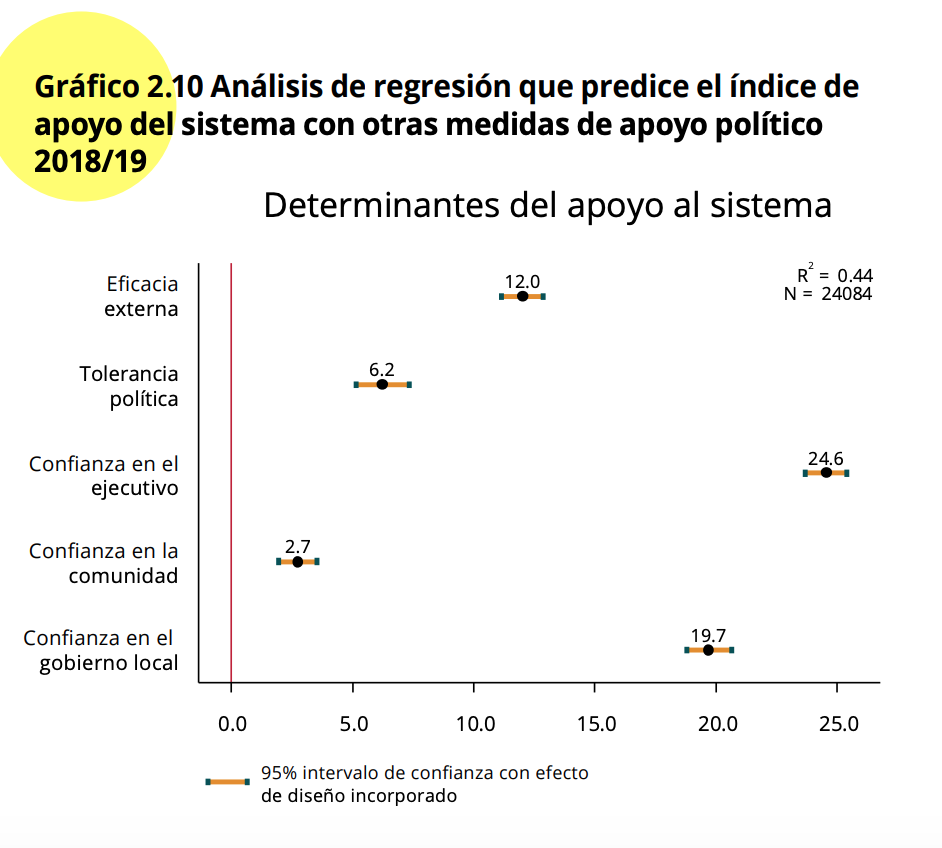 Gráfico 2.10 Análisis de regresión que predice el índice de
apoyo del sistema con otras medidas de apoyo político
2018/19
Determinantes del apoyo al sistema
R² = 0.44
N = 24084
Eficacia
externa
12.0
Tolerancia
política
6.2
Confianza en el
ejecutivo
24.6
Confianza en la
comunidad
2.7
Confianza en el
gobierno local
19.7
0.0 5.0 10.0 15.0 20.0 25.0
95% intervalo de confianza con efecto
de diseño incorporado